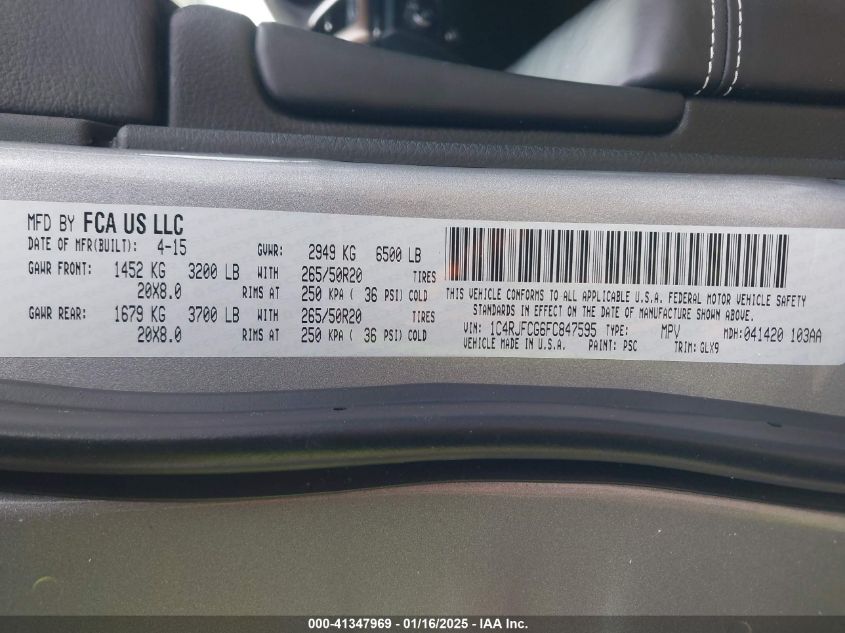 MFD BY FCA US LLC
DATE OF MFR(BUILT): 4-15 GVWR: 2949 KG 6500 LB
GAWR FRONT: 1452 KG 3200 LB WITH 265/50R20 TIRES
20X8.0 RIMS AT 250 KPA ( 36 PSI) COLD
GAWR REAR: 1679 KG 3700 LB WITH 265/50R20 TIRES
20X8.0 RIMS AT 250 KPA ( 36 PSI) COLD
THIS VEHICLE CONFORMS TO ALL APPLICABLE U.S.A. FEDERAL MOTOR VEHICLE SAFETY
STANDARDS IN EFFECT ON THE DATE OF MANUFACTURE SHOWN ABOVE.
VIN: 1C4RJFCG6FC847595 TYPE: MPV MDH: 041420 103AA
VEHICLE MADE IN U.S.A. PAINT: PSC TRIM: GLX9
000-41347969 - 01/16/2025 - IAA Inc.